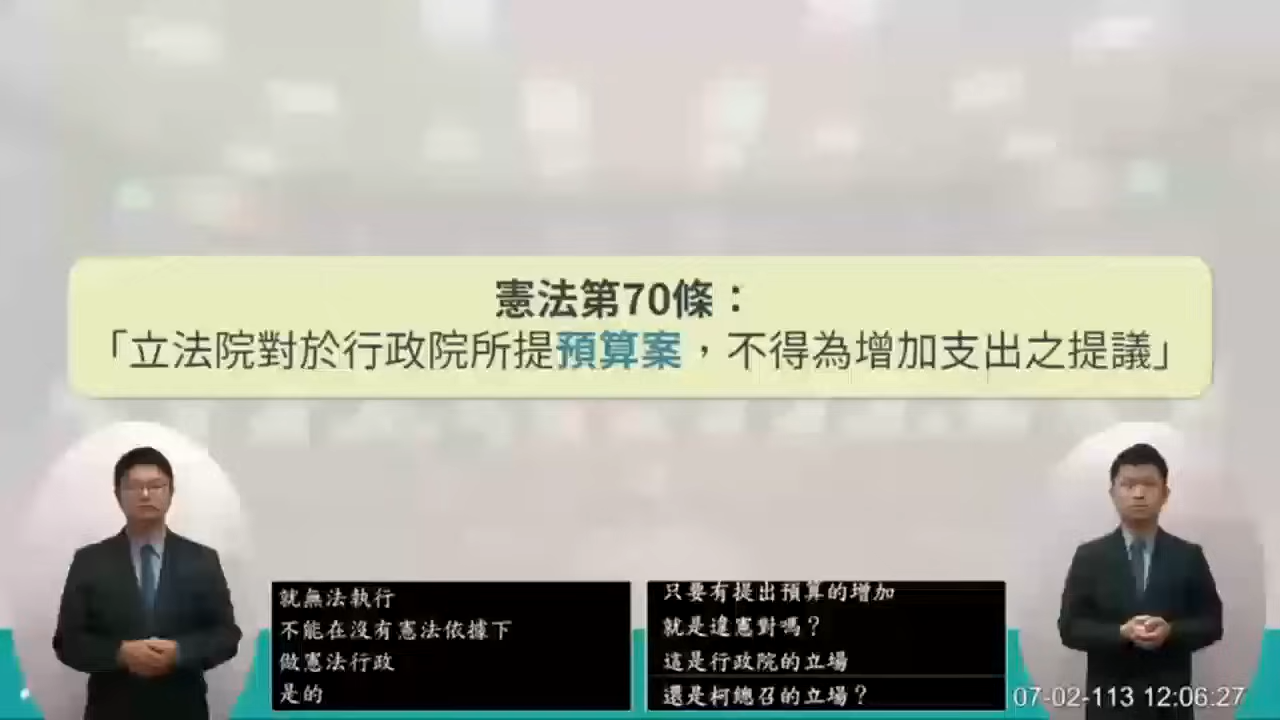 憲法第70條：
「立法院對於行政院所提預算案，不得為增加支出之提議」
就無法執行
不能在沒有憲法依據下
做憲法行政
是的
只要有提出預算的增加
就是違憲對嗎？
這是行政院的立場
還是柯總召的立場？
07-02-113 12:06:27